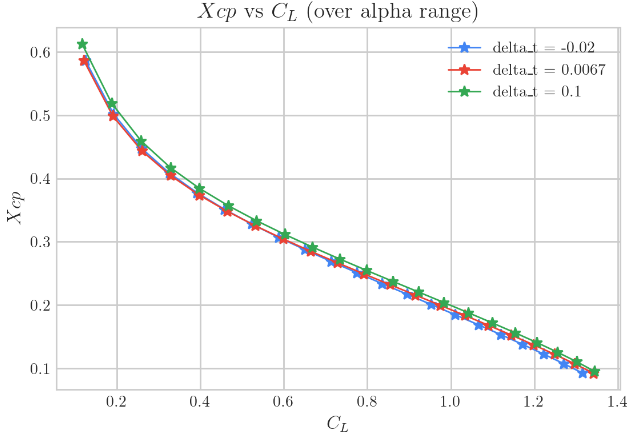 Xcp vs C_L (over alpha range)
delta_t = -0.02
delta_t = 0.0067
delta_t = 0.1
0.6
0.5
0.4
0.3
0.2
0.1
Xcp
0.2 0.4 0.6 0.8 1.0 1.2 1.4
C_L